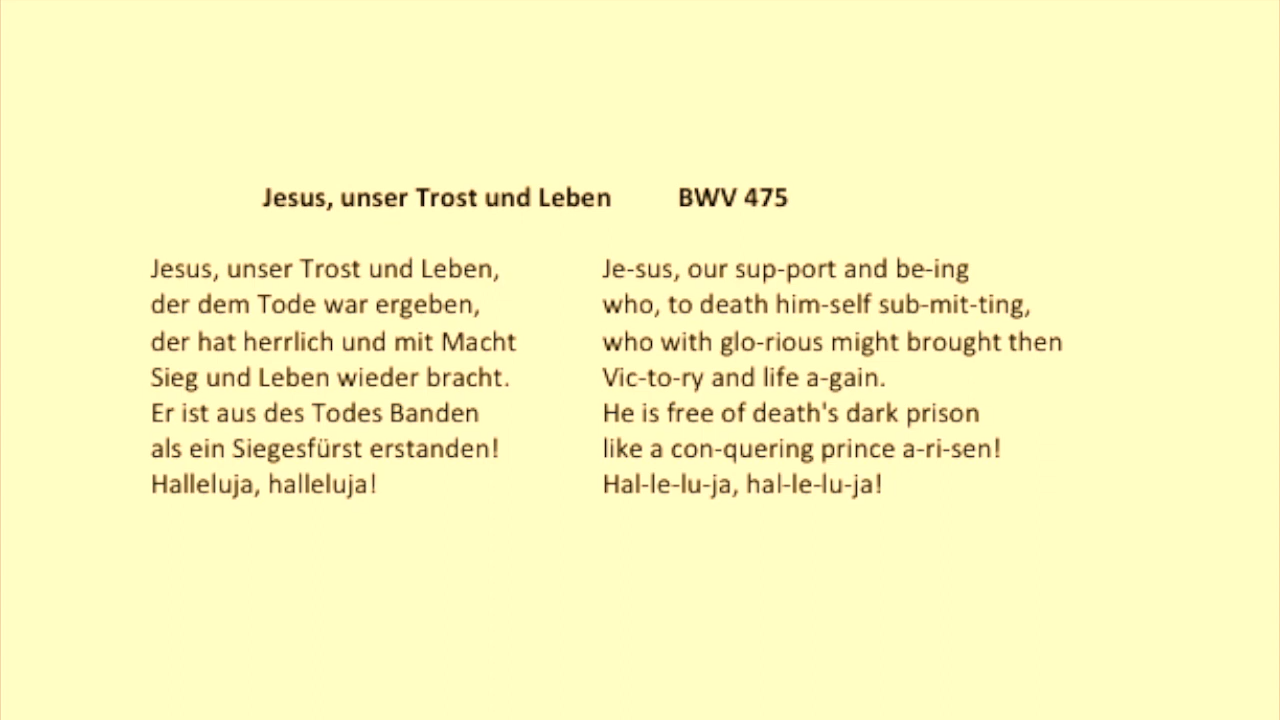 Jesus, unser Trost und Leben BWV 475
Jesus, unser Trost und Leben,
der dem Tode war ergeben,
der hat herrlich und mit Macht
Sieg und Leben wieder bracht.
Er ist aus des Todes Banden
als ein Siegesfürst erstanden!
Halleluja, halleluja!
Je-sus, our sup-port and be-ing
who, to death him-self sub-mit-ting,
who with glo-rious might brought then
Vic-to-ry and life a-gain.
He is free of death's dark prison
like a con-quering prince a-ri-sen!
Hal-le-lu-ja, hal-le-lu-ja!